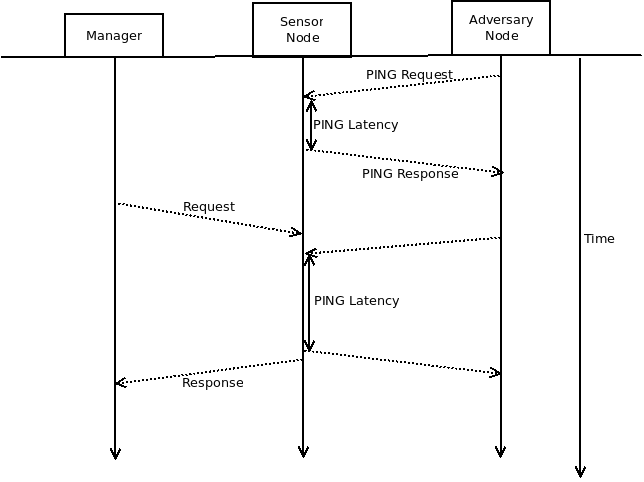 Manager
Sensor
Node
Adversary
Node
PING Request
PING Latency
PING Response
Request
Time
PING Latency
Response